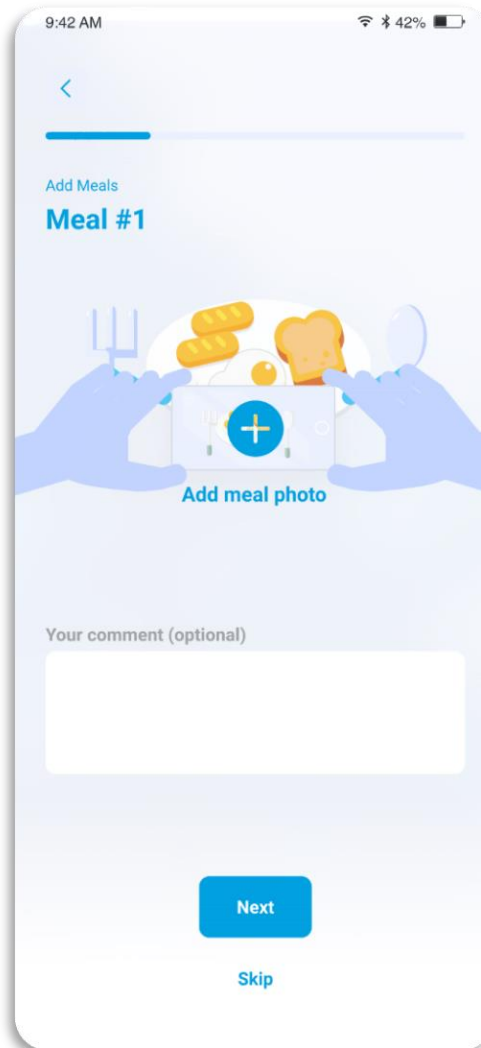 9:42 AM 42%
Add Meals
Meal #1
Add meal photo
Your comment (optional)
Next
Skip